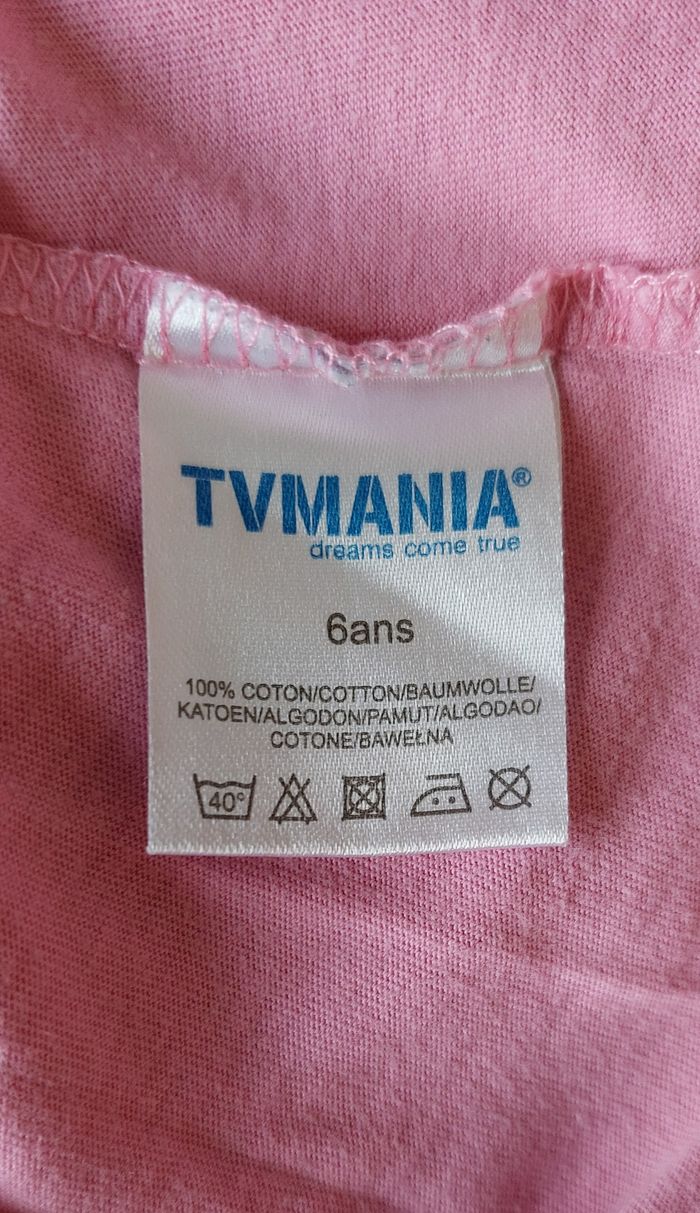 TVMANIA®
dreams come true
6ans
100% COTON/COTTON/BAUMWOLLE/
KATOEN/ALGODON/PAMUT/ALGODAO/
COTONE/BAWEŁNA
40°